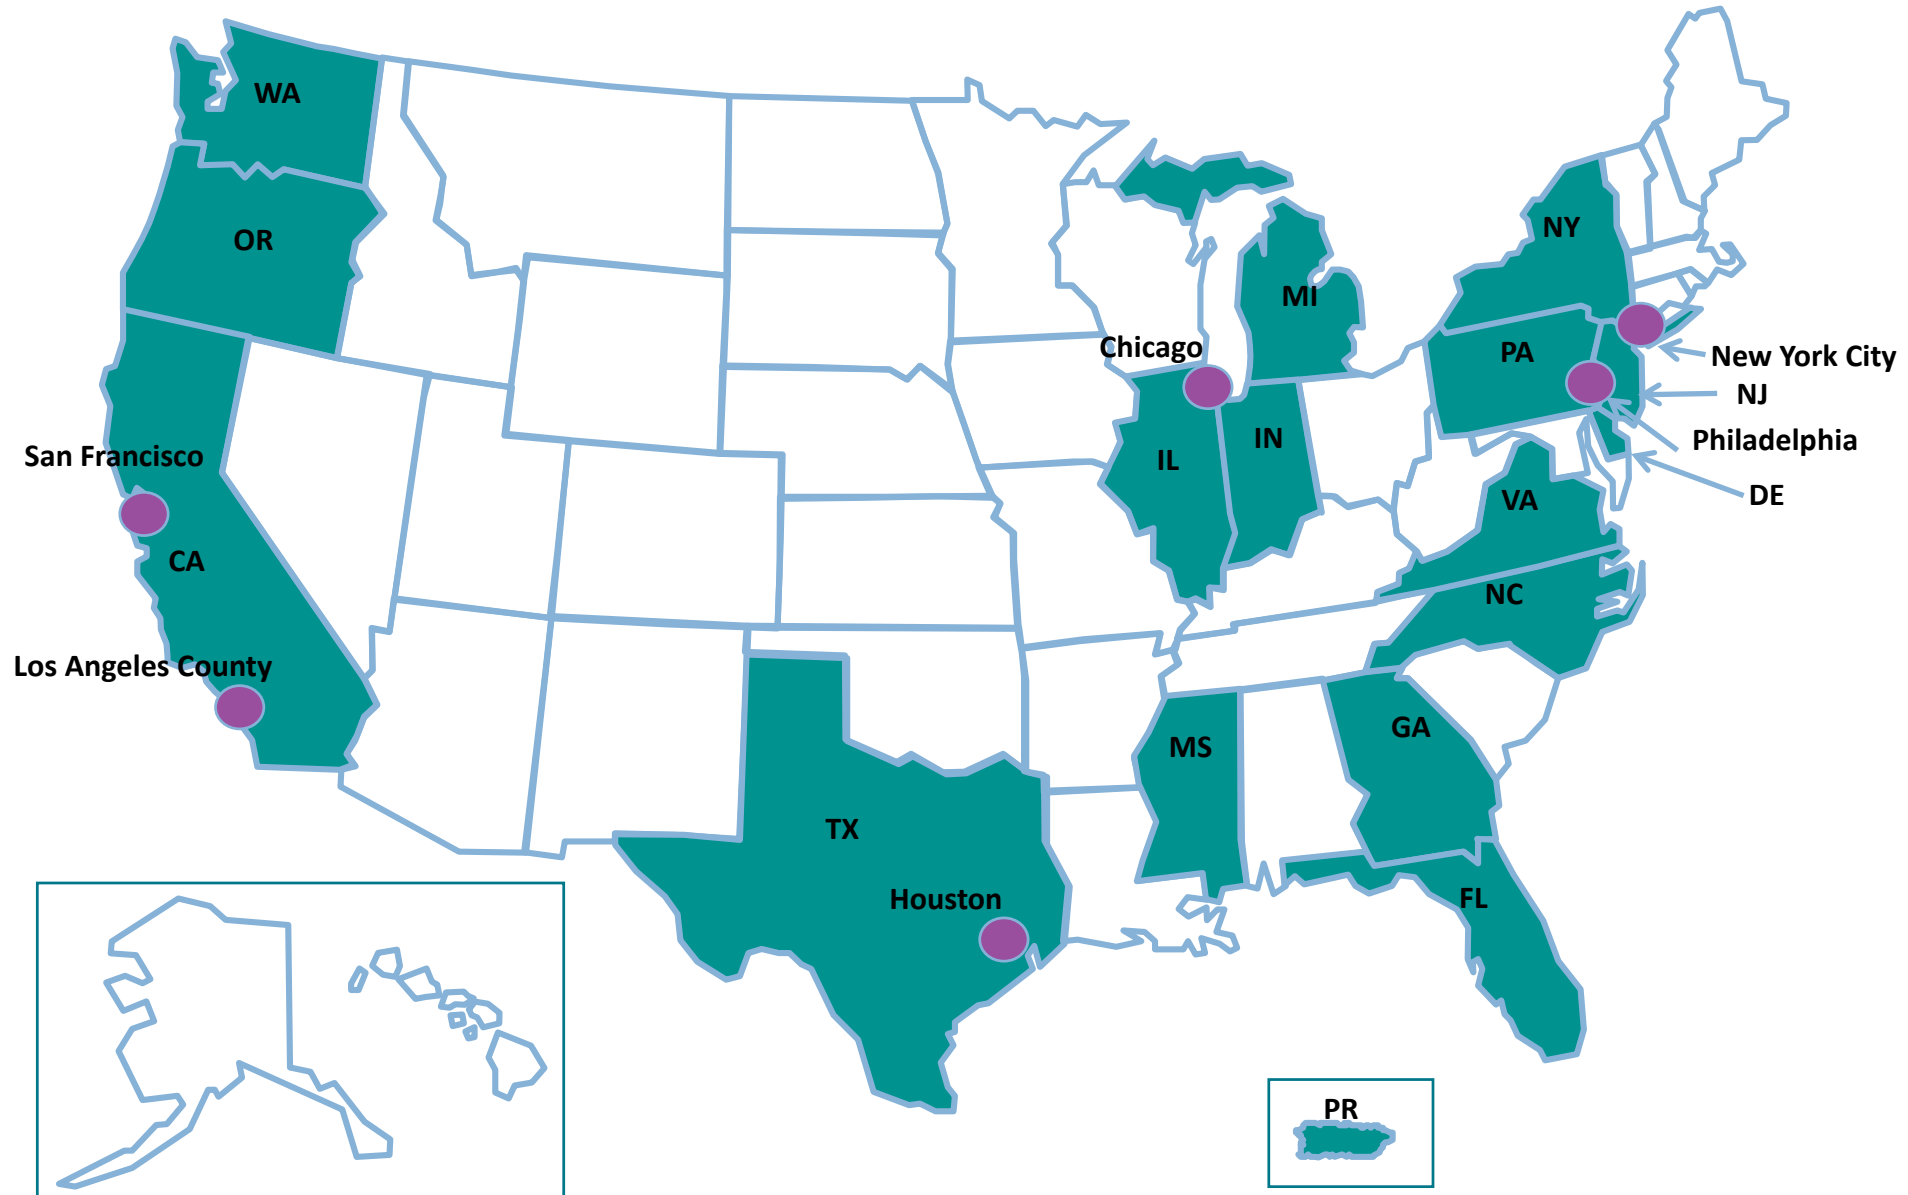 WA
OR
NY
MI
Chicago
PA
New York City
NJ
San Francisco
IL
IN
Philadelphia
VA
DE
CA
NC
Los Angeles County
MS
GA
TX
Houston
FL
PR